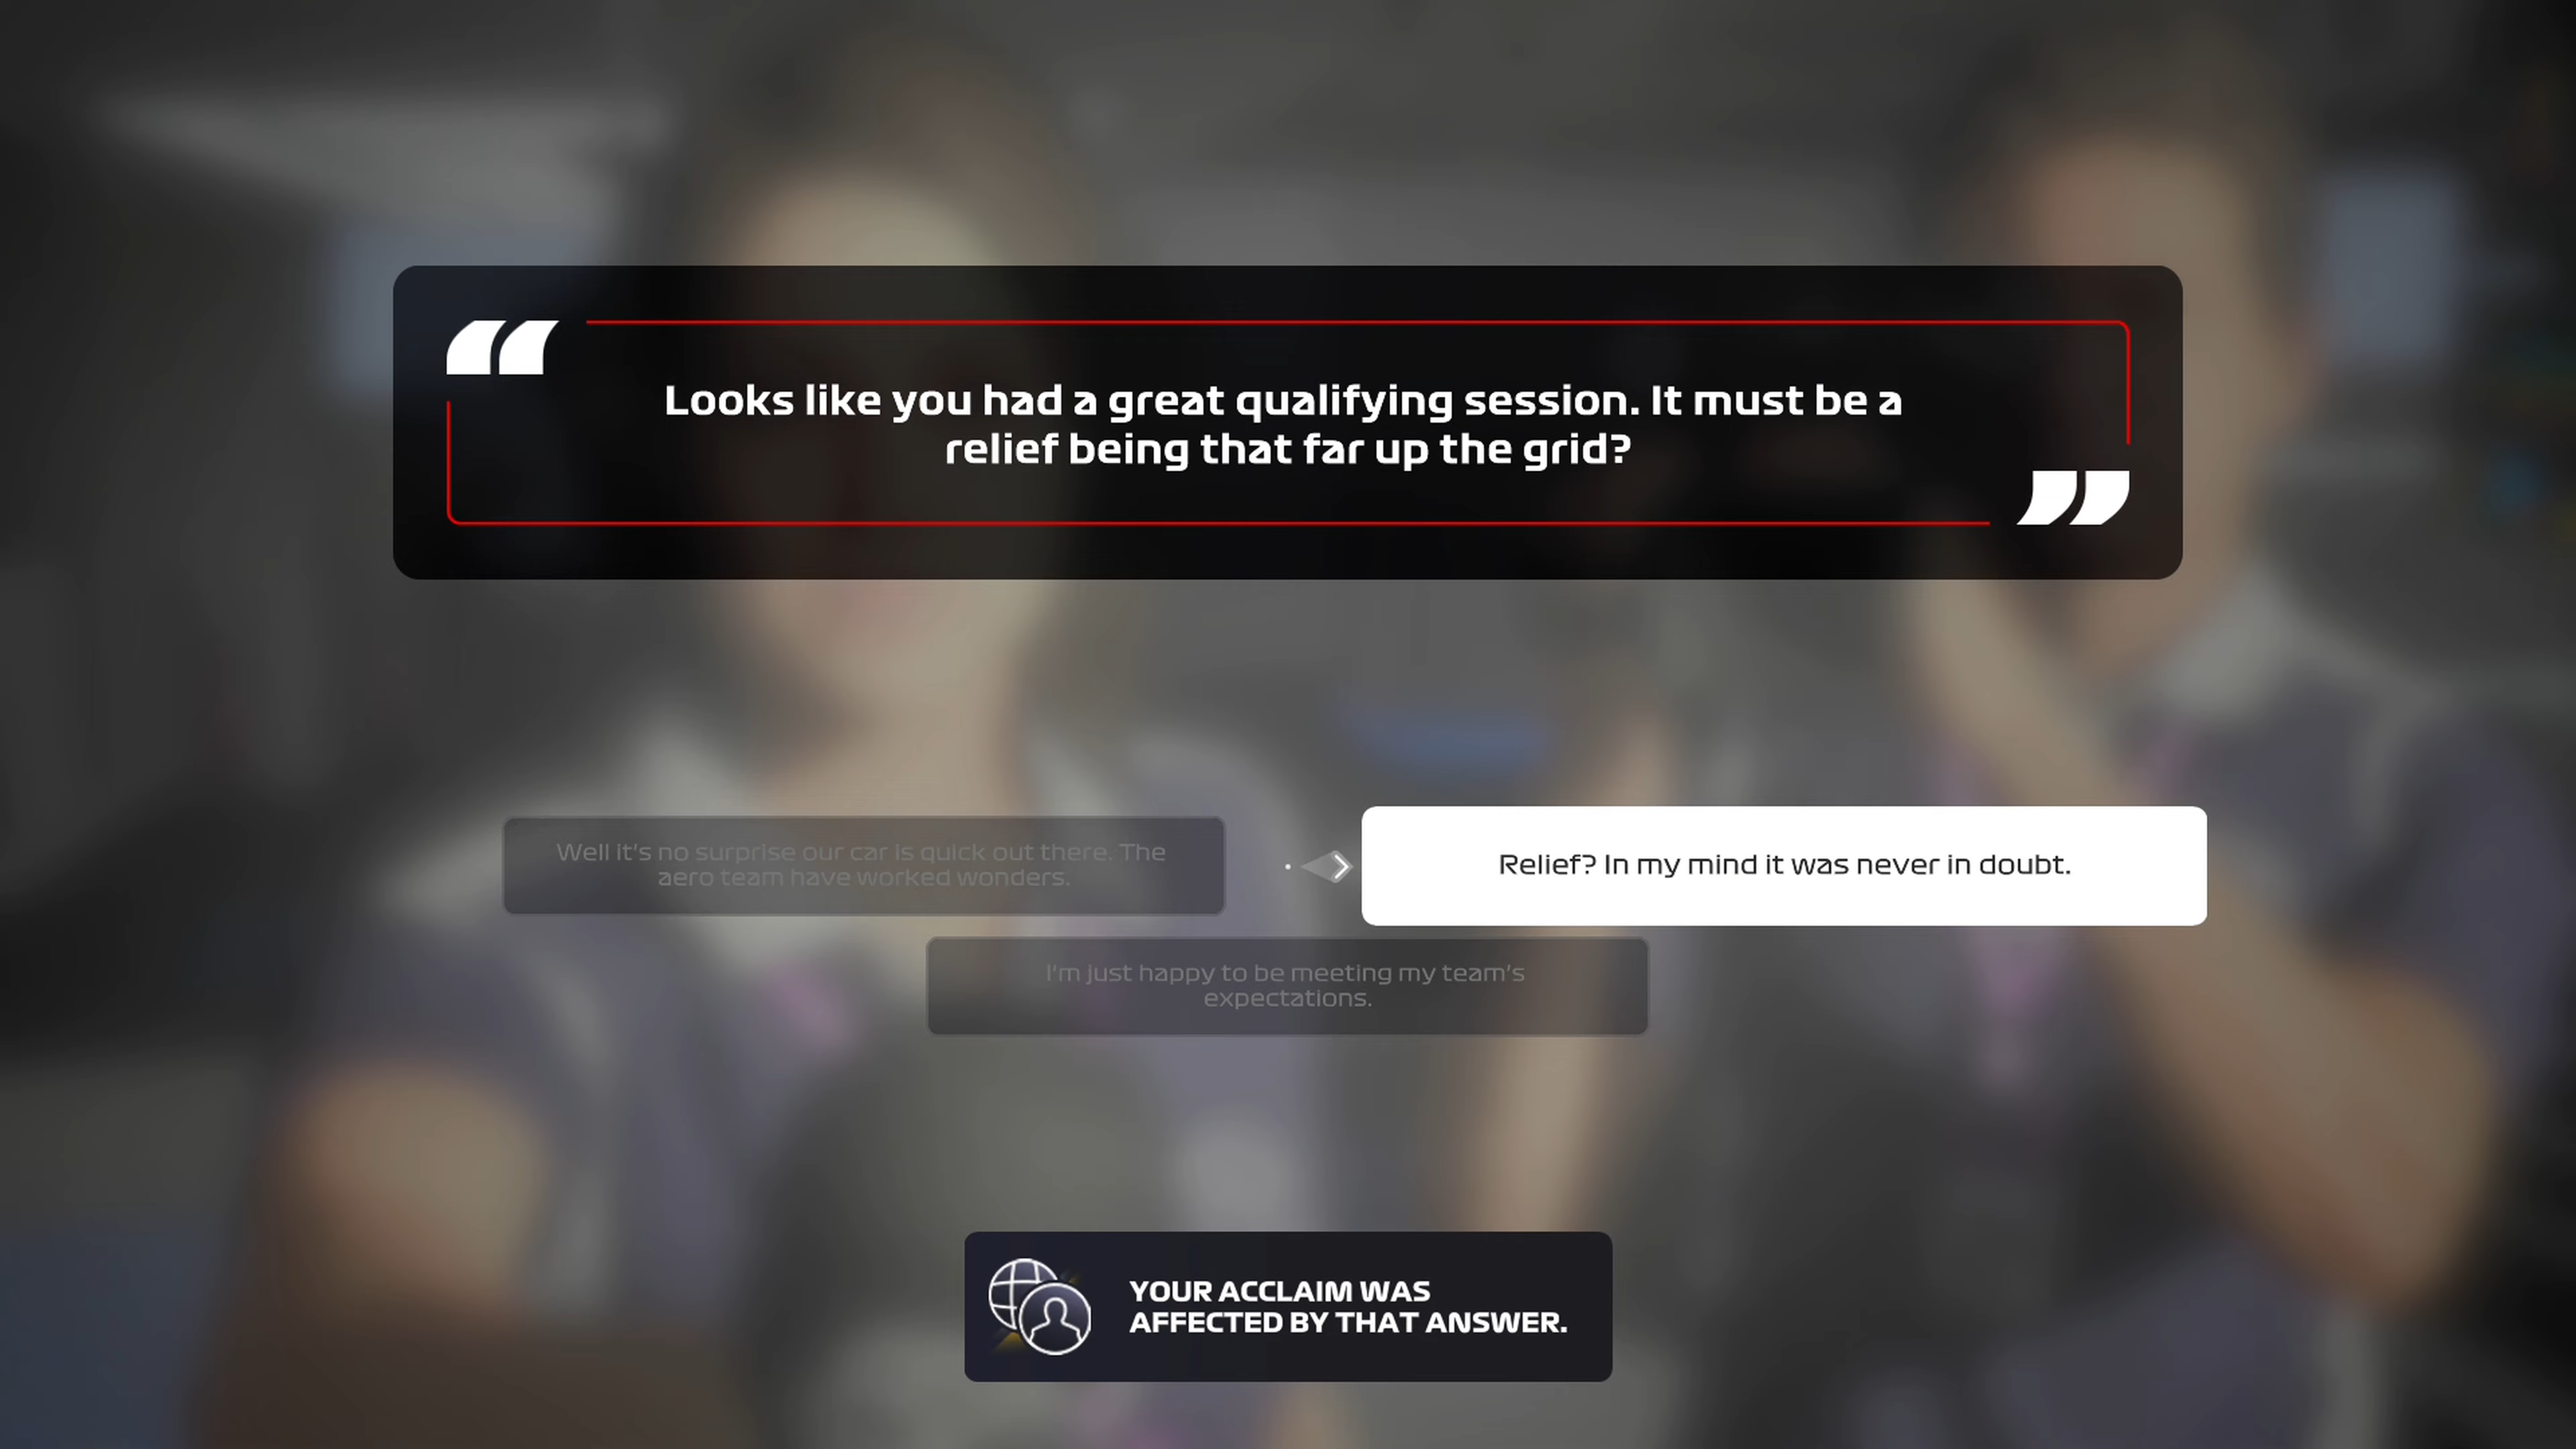 Looks like you had a great qualifying session. It must be a
relief being that far up the grid?
Well it's no surprise our car is quick out there. The
aero team have worked wonders.
Relief? In my mind it was never in doubt.
I'm just happy to be meeting my team's
expectations.
YOUR ACCLAIM WAS
AFFECTED BY THAT ANSWER.